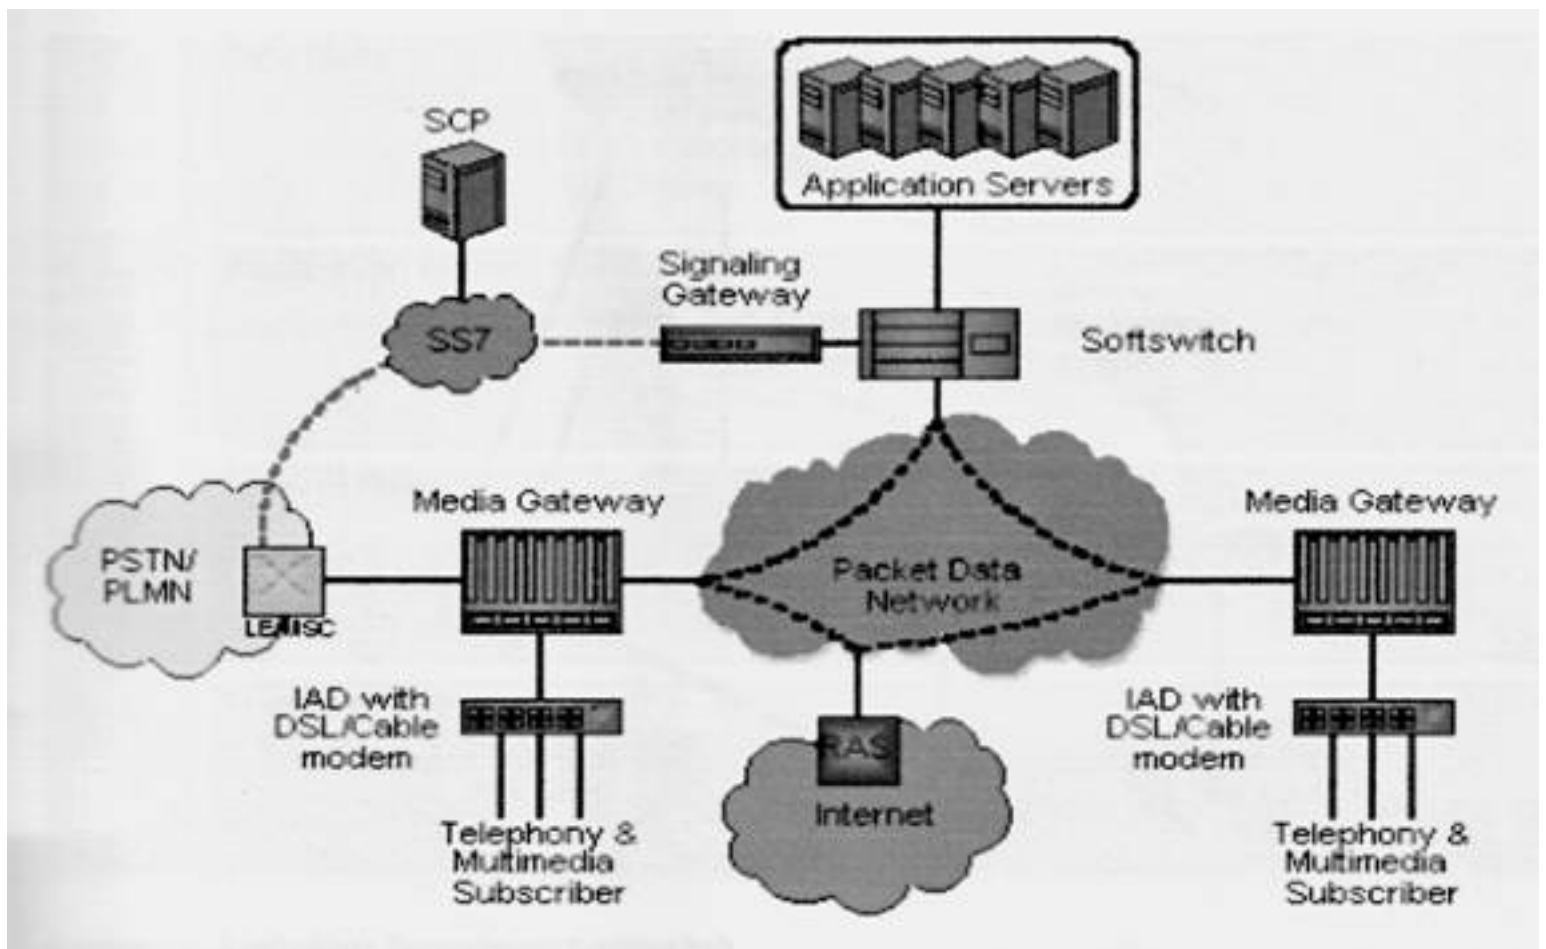 SCP
Application Servers
Signaling
Gateway
SS7
Softswitch
Media Gateway
Media Gateway
PSTN/
PLMN
Packet Data
Network
IAD with
DSL/Cable
modem
IAD with
DSL/Cable
modem
RAS
Internet
Telephony &
Multimedia
Subscriber
Telephony &
Multimedia
Subscriber